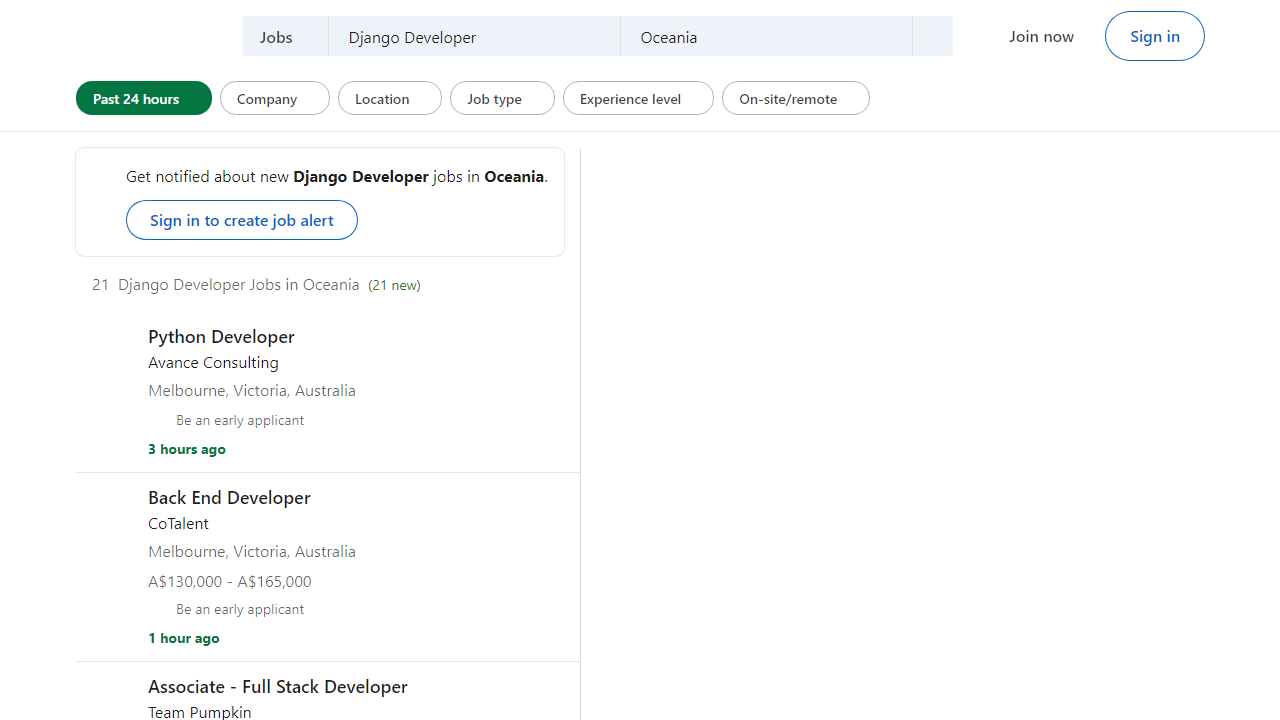 Jobs
Django Developer
Oceania
Join now
Sign in
Past 24 hours
Company
Location
Job type
Experience level
On-site/remote
Get notified about new Django Developer jobs in Oceania.
Sign in to create job alert
21 Django Developer Jobs in Oceania (21 new)
Python Developer
Avance Consulting
Melbourne, Victoria, Australia
Be an early applicant
3 hours ago
Back End Developer
CoTalent
Melbourne, Victoria, Australia
A$130,000 - A$165,000
Be an early applicant
1 hour ago
Associate - Full Stack Developer
Team Pumpkin